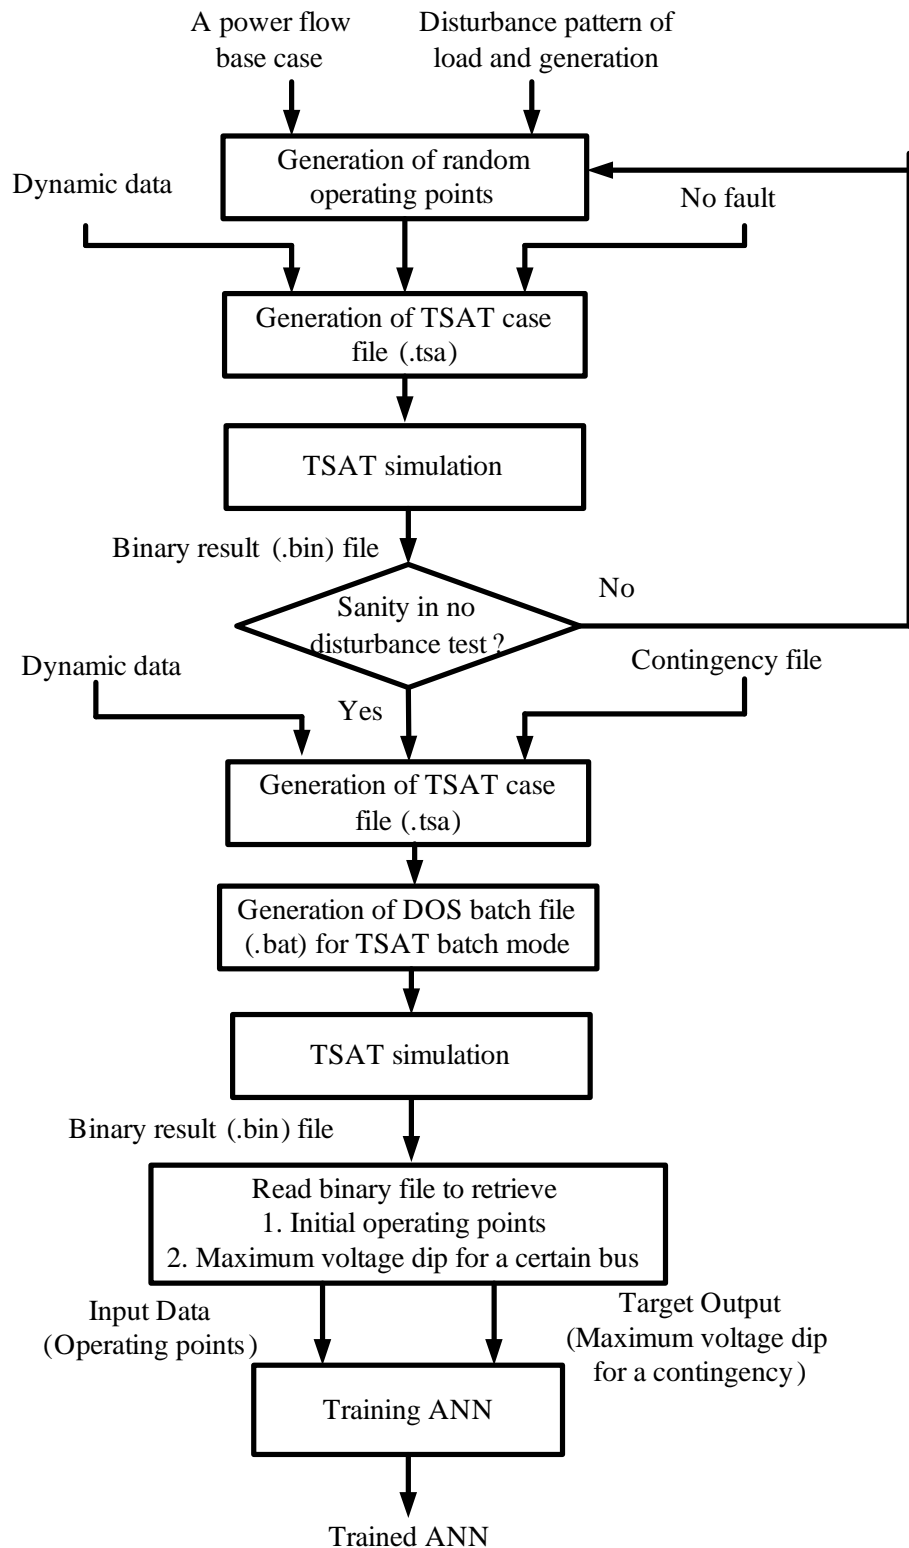 A power flow
base case
Disturbance pattern of
load and generation
Generation of random
operating points
Dynamic data
No fault
Generation of TSAT case
file (.tsa)
TSAT simulation
Binary result (.bin) file
Sanity in no
disturbance test ?
No
Dynamic data
Contingency file
Yes
Generation of TSAT case
file (.tsa)
Generation of DOS batch file
(.bat) for TSAT batch mode
TSAT simulation
Binary result (.bin) file
Read binary file to retrieve
1. Initial operating points
2. Maximum voltage dip for a certain bus
Input Data
(Operating points)
Target Output
(Maximum voltage dip
for a contingency)
Training ANN
Trained ANN